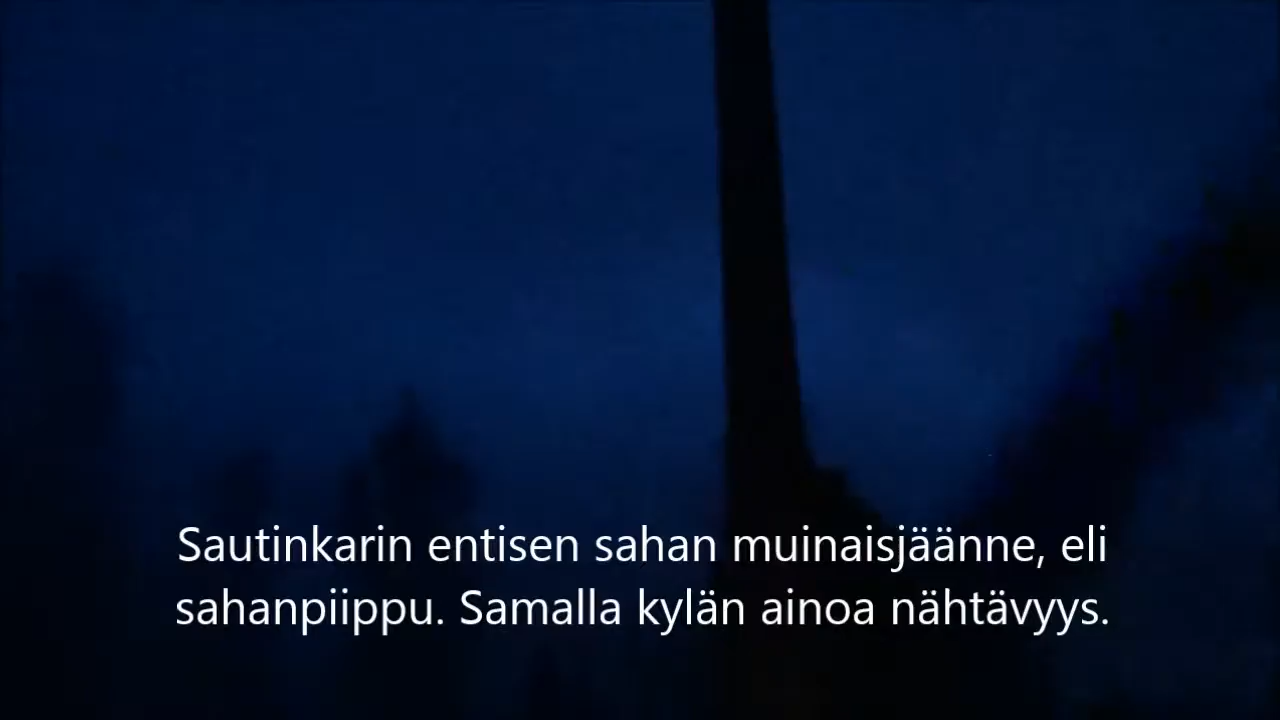 Sautinkarin entisen sahan muinaisjäänne, eli
sahanpiippu. Samalla kylän ainoa nähtävyys.